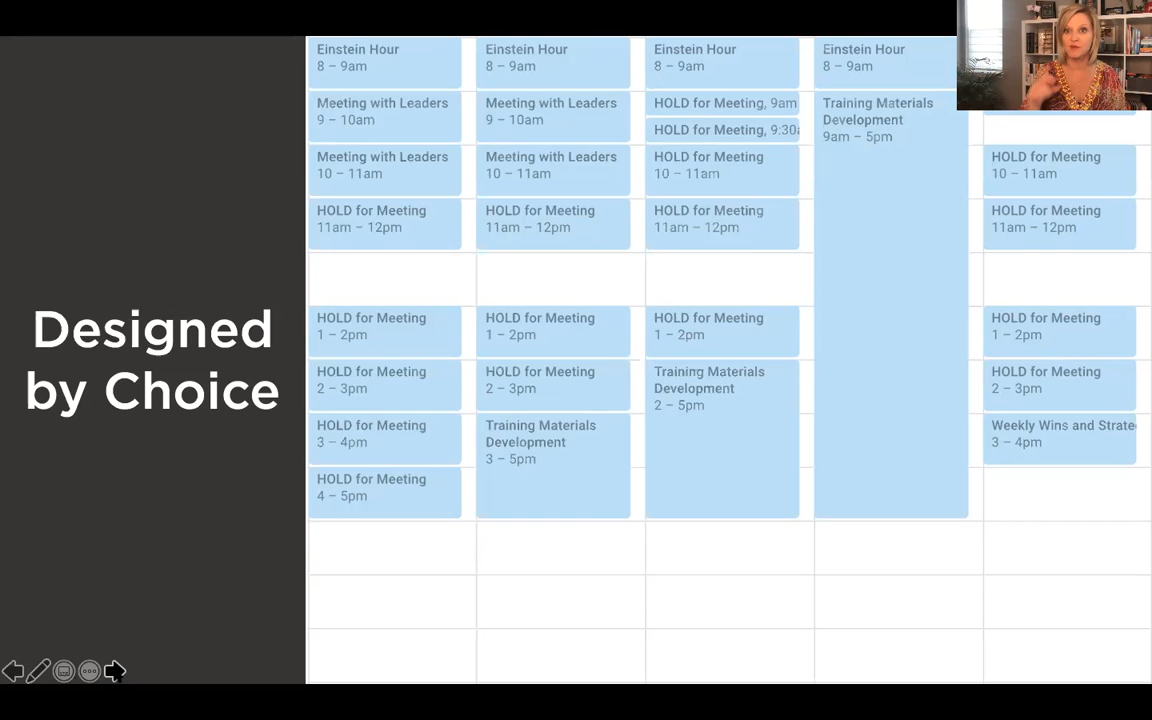 Designed
by Choice
Einstein Hour
8 – 9am
Meeting with Leaders
9 – 10am
Meeting with Leaders
10 – 11am
HOLD for Meeting
11am – 12pm
HOLD for Meeting
1 – 2pm
HOLD for Meeting
2 – 3pm
HOLD for Meeting
3 – 4pm
HOLD for Meeting
4 – 5pm
Einstein Hour
8 – 9am
Meeting with Leaders
9 – 10am
Meeting with Leaders
10 – 11am
HOLD for Meeting
11am – 12pm
HOLD for Meeting
1 – 2pm
HOLD for Meeting
2 – 3pm
Training Materials
Development
3 – 5pm
Einstein Hour
8 – 9am
HOLD for Meeting, 9am
HOLD for Meeting, 9:30a
HOLD for Meeting
10 – 11am
HOLD for Meeting
11am – 12pm
HOLD for Meeting
1 – 2pm
Training Materials
Development
2 – 5pm
Einstein Hour
8 – 9am
Training Materials
Development
9am – 5pm
HOLD for Meeting
10 – 11am
HOLD for Meeting
11am – 12pm
HOLD for Meeting
1 – 2pm
HOLD for Meeting
2 – 3pm
Weekly Wins and Strate
3 – 4pm